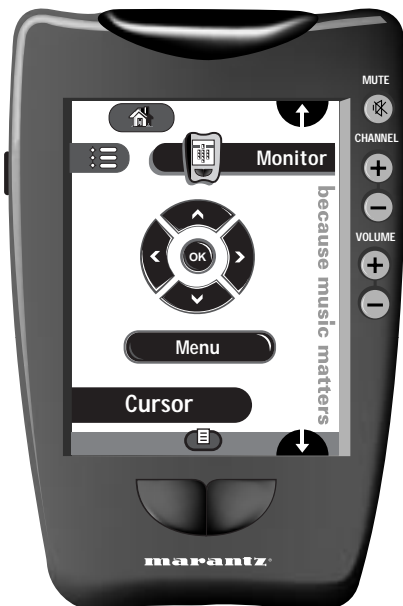 MUTE
CHANNEL
Monitor
+
−
because music matters
VOLUME
OK
+
−
Menu
Cursor
marantz